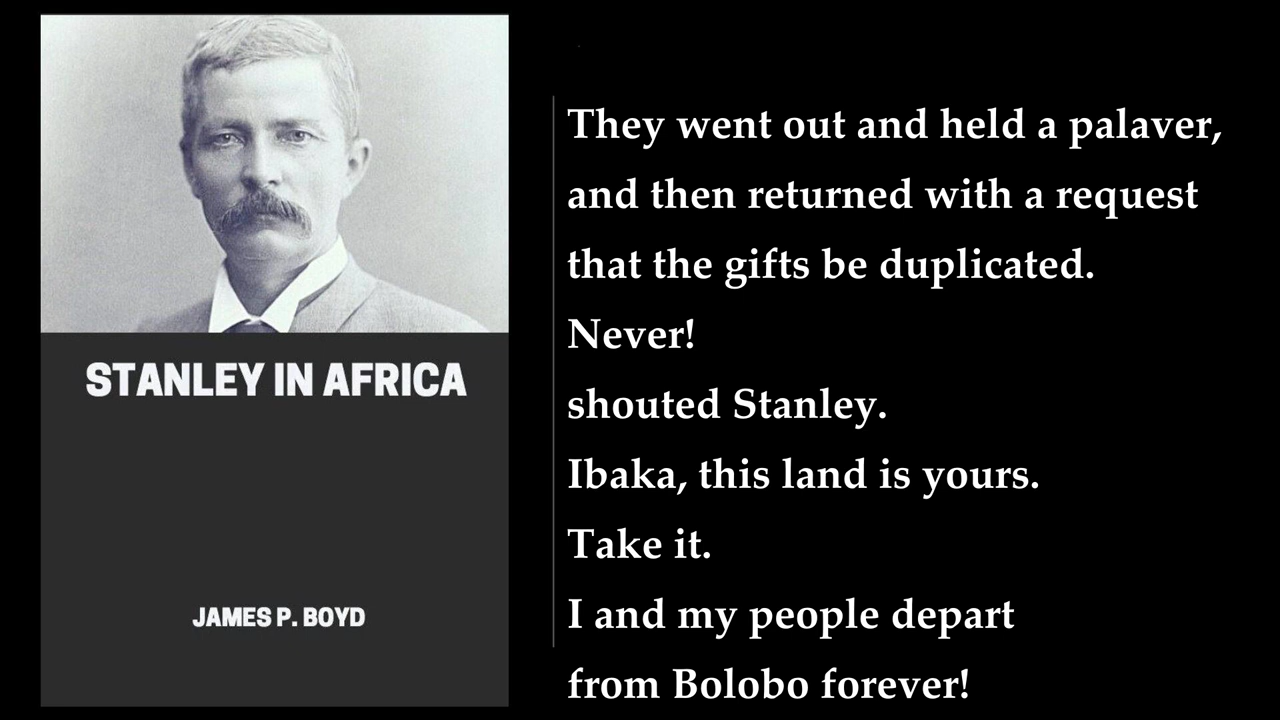 STANLEY IN AFRICA
JAMES P. BOYD
They went out and held a palaver,
and then returned with a request
that the gifts be duplicated.
Never!
shouted Stanley.
Ibaka, this land is yours.
Take it.
I and my people depart
from Bolobo forever!